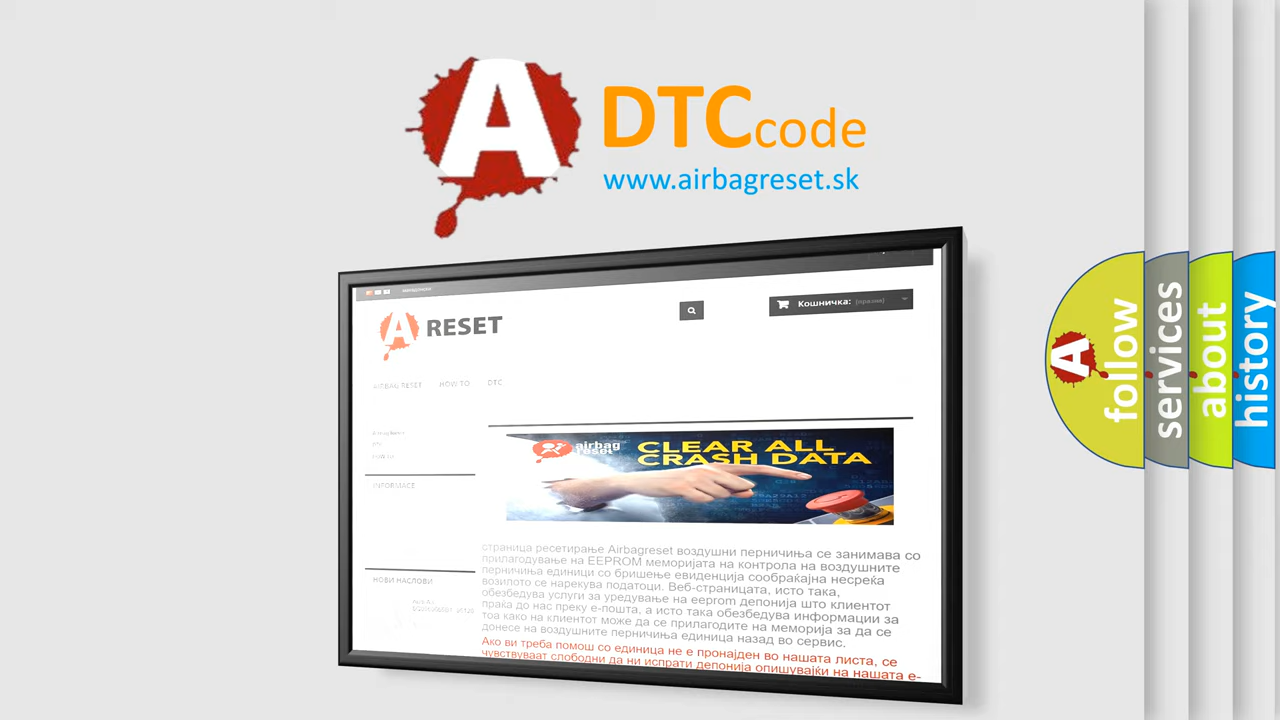 A
DTC code
www.airbagreset.sk
Кошничка: (празен)
A RESET
AIRBAG RESET HOW TO DTC
airbag reset
CLEAR ALL
CRASH DATA
INFORMACE
НОВИ НАСЛОВИ
страница ресетирање Airbagreset воздушни перничиња се занимава со
прилагодување на EEPROM меморијата на контрола на воздушните
перничиња единици со бришење евиденција сообраќајна несреќа
возилото се нарекува податоци. Веб-страницата, исто така,
обезбедува услуги за уредување на eeprom депонија што клиентот
праќа до нас преку е-пошта, а исто така обезбедува информации за
тоа како на клиентот може да се прилагодите на меморија за да се
донесе на воздушните перничиња единица назад во сервис.
Ако ви треба помош со единица не е пронајден во нашата листа, се
чувствуваат слободни да ни испрати депонија опишувајќи на нашата е-
A
follow
services
about
history